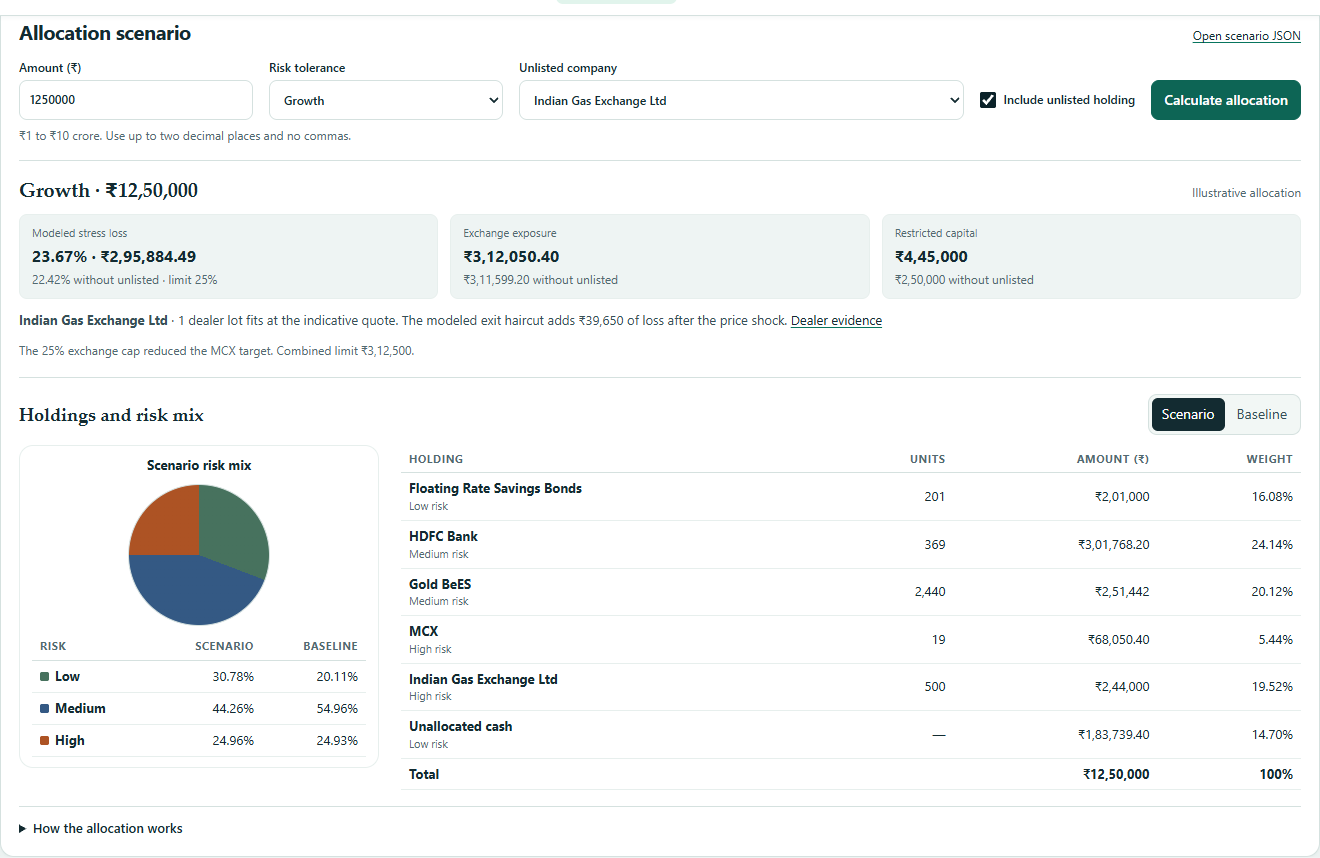 Allocation scenario
Open scenario JSON
Amount (₹)
Risk tolerance
Unlisted company
1250000
Growth
Indian Gas Exchange Ltd
Include unlisted holding
Calculate allocation
₹1 to ₹10 crore. Use up to two decimal places and no commas.
Growth · ₹12,50,000
Illustrative allocation
Modeled stress loss
23.67% · ₹2,95,884.49
22.42% without unlisted · limit 25%
Exchange exposure
₹3,12,050.40
₹3,11,599.20 without unlisted
Restricted capital
₹4,45,000
₹2,50,000 without unlisted
Indian Gas Exchange Ltd · 1 dealer lot fits at the indicative quote. The modeled exit haircut adds ₹39,650 of loss after the price shock. Dealer evidence
The 25% exchange cap reduced the MCX target. Combined limit ₹3,12,500.
Holdings and risk mix
Scenario
Baseline
Scenario risk mix
RISK SCENARIO BASELINE
Low 30.78% 20.11%
Medium 44.26% 54.96%
High 24.96% 24.93%
HOLDING UNITS AMOUNT (₹) WEIGHT
Floating Rate Savings Bonds
Low risk
201 ₹2,01,000 16.08%
HDFC Bank
Medium risk
369 ₹3,01,768.20 24.14%
Gold BeES
Medium risk
2,440 ₹2,51,442 20.12%
MCX
High risk
19 ₹68,050.40 5.44%
Indian Gas Exchange Ltd
High risk
500 ₹2,44,000 19.52%
Unallocated cash
Low risk
— ₹1,83,739.40 14.70%
Total ₹12,50,000 100%
How the allocation works